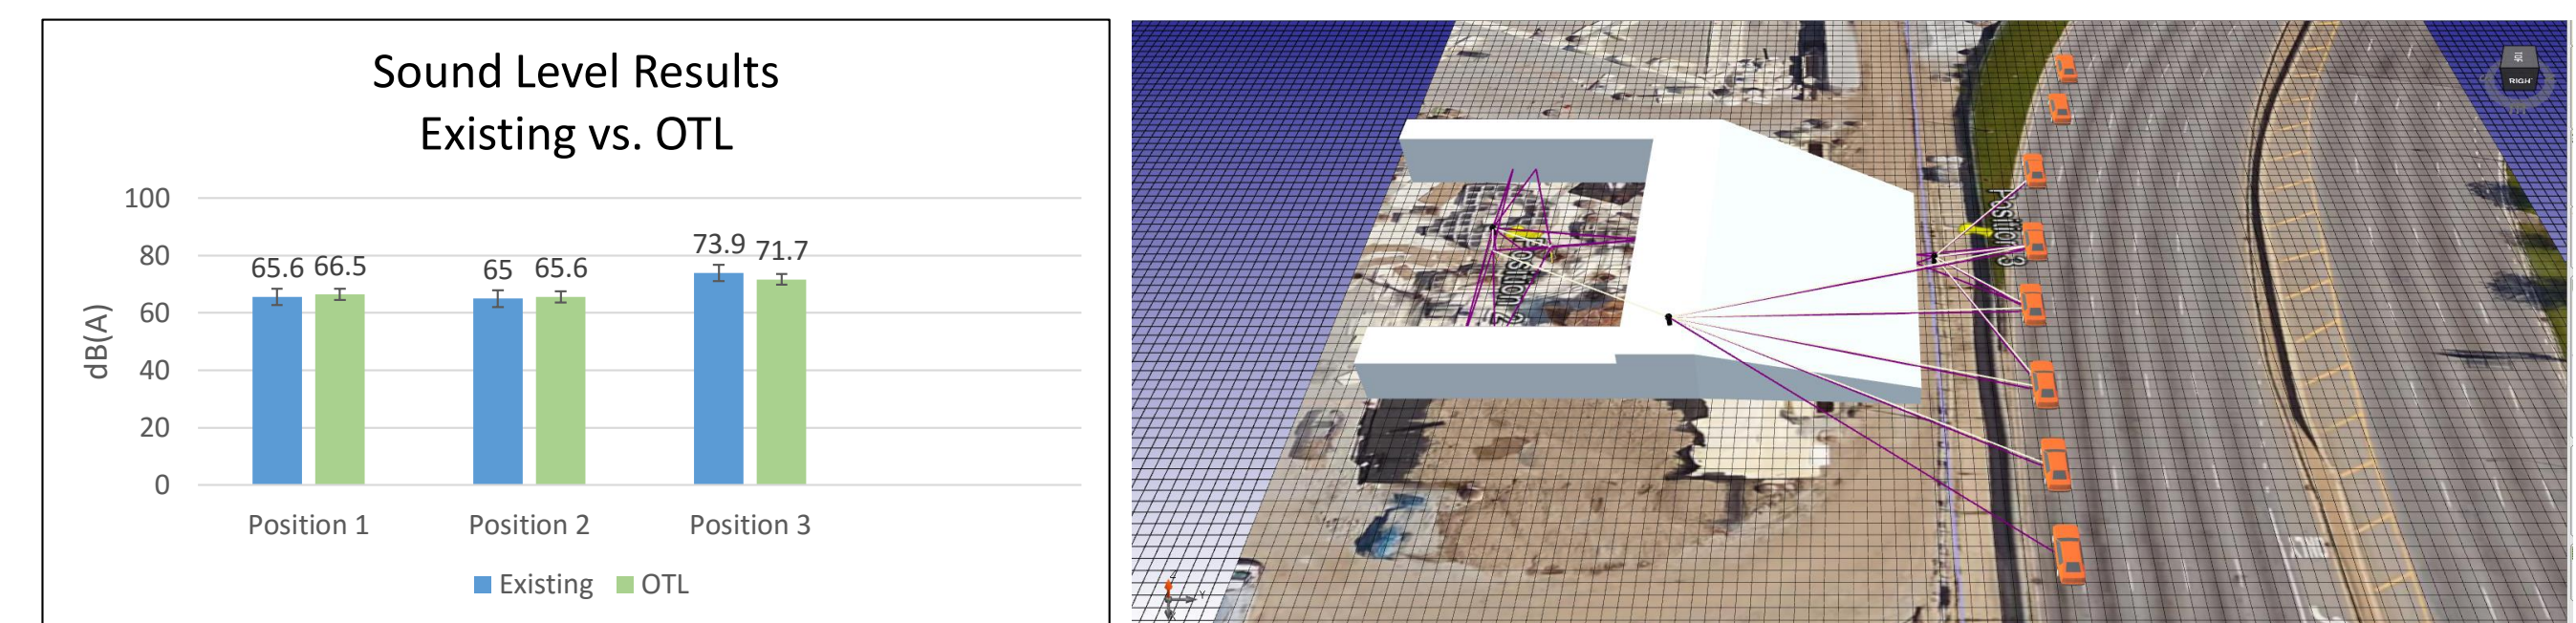 Sound Level Results
Existing vs. OTL
100
80
60
40
20
0
dB(A)
65.6 66.5
65 65.6
73.9 71.7
Position 1 Position 2 Position 3
Existing OTL
Position 2
Position 3
RIGH